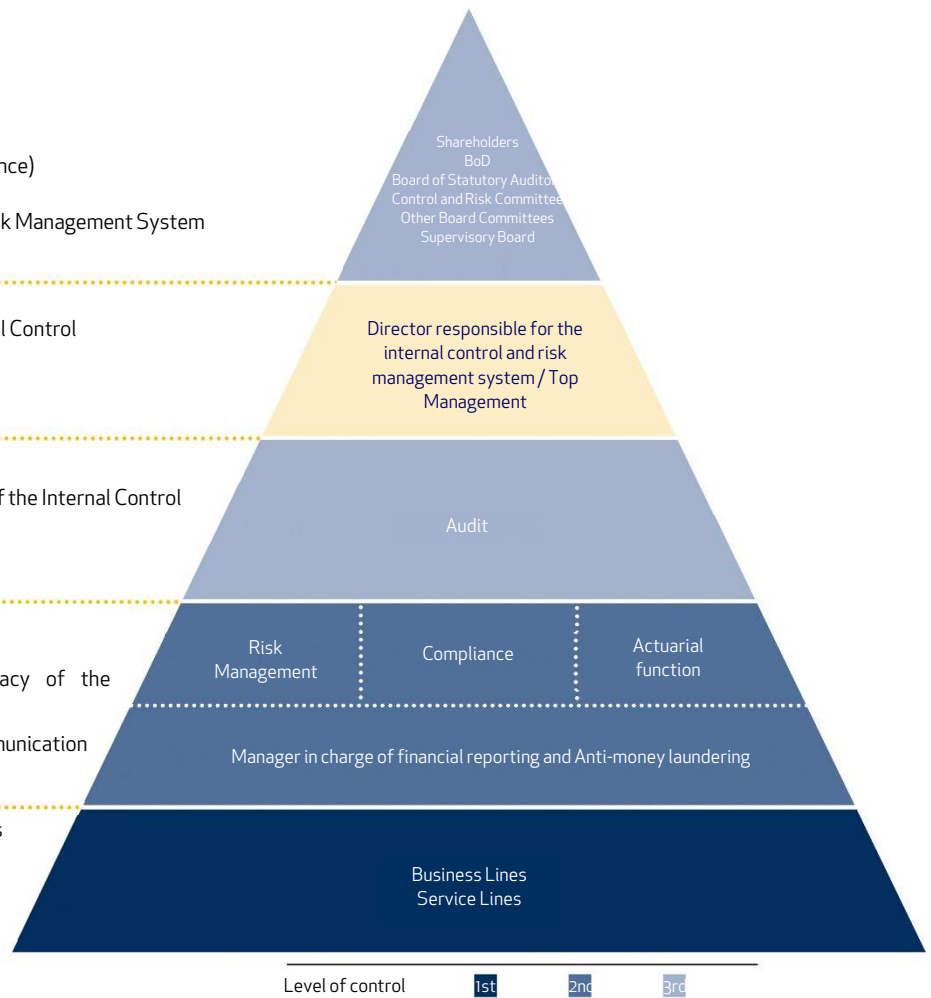 nce)
k Management System
l Control
f the Internal Control
acy of the
nunication
s
Shareholders
BoD
Board of Statutory Audito
Control and Risk Committee
Other Board Committees
Supervisory Board
Director responsible for the
internal control and risk
management system / Top
Management
Audit
Risk
Management
Compliance
Actuarial
function
Manager in charge of financial reporting and Anti-money laundering
Business Lines
Service Lines
Level of control 1st 2nd 3rd